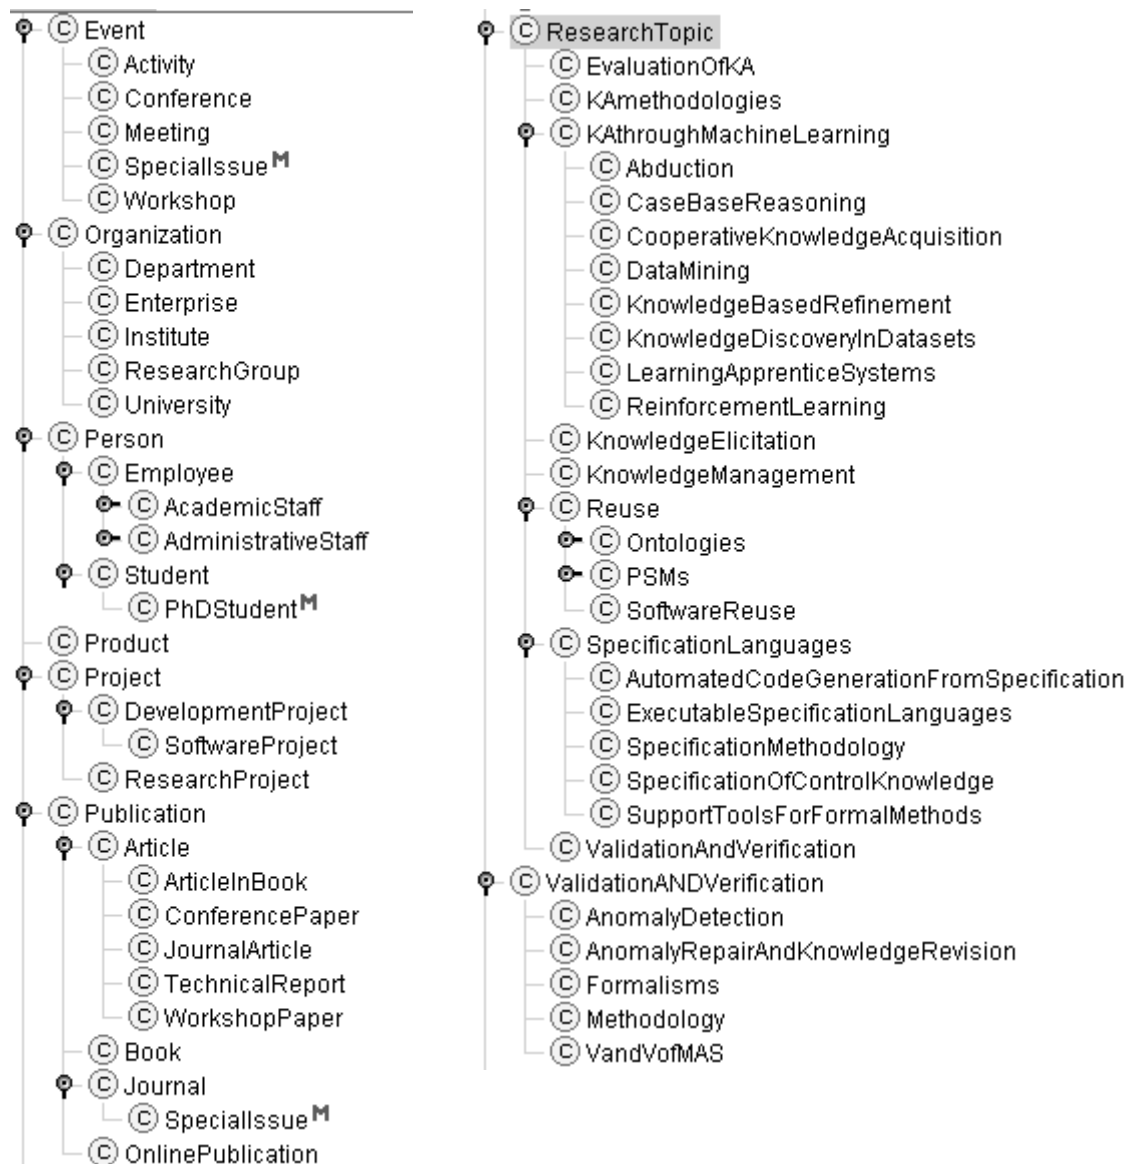 Event
Activity
Conference
Meeting
SpecialIssue M
Workshop
Organization
Department
Enterprise
Institute
ResearchGroup
University
Person
Employee
AcademicStaff
AdministrativeStaff
Student
PhDStudent M
Product
Project
DevelopmentProject
SoftwareProject
ResearchProject
Publication
Article
ArticleInBook
ConferencePaper
JournalArticle
TechnicalReport
WorkshopPaper
Book
Journal
SpecialIssue M
OnlinePublication
ResearchTopic
EvaluationOfKA
KAmethodologies
KAthroughMachineLearning
Abduction
CaseBaseReasoning
CooperativeKnowledgeAcquisition
DataMining
KnowledgeBasedRefinement
KnowledgeDiscoveryInDatasets
LearningApprenticeSystems
ReinforcementLearning
KnowledgeElicitation
KnowledgeManagement
Reuse
Ontologies
PSMs
SoftwareReuse
SpecificationLanguages
AutomatedCodeGenerationFromSpecification
ExecutableSpecificationLanguages
SpecificationMethodology
SpecificationOfControlKnowledge
SupportToolsForFormalMethods
ValidationAndVerification
ValidationANDVerification
AnomalyDetection
AnomalyRepairAndKnowledgeRevision
Formalisms
Methodology
VandVofMAS